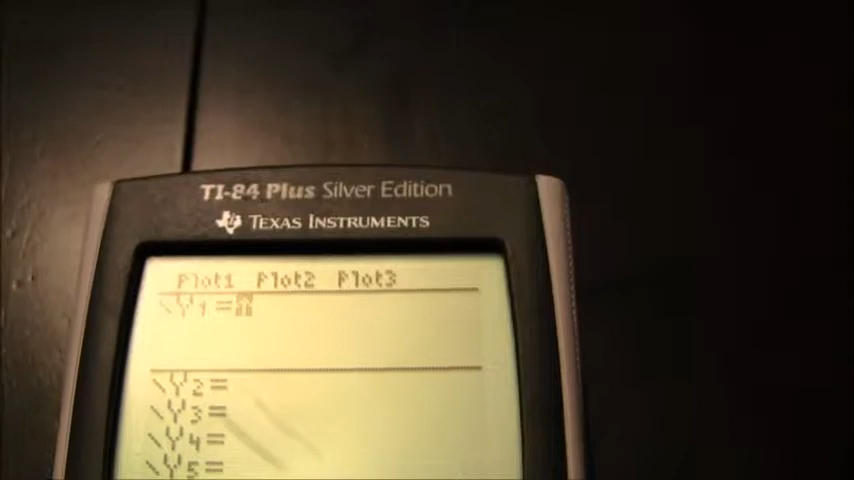 TI-84 Plus Silver Edition
TEXAS INSTRUMENTS
Plot1 Plot2 Plot3
\Y1=
\Y2=
\Y3=
\Y4=
\Y5=